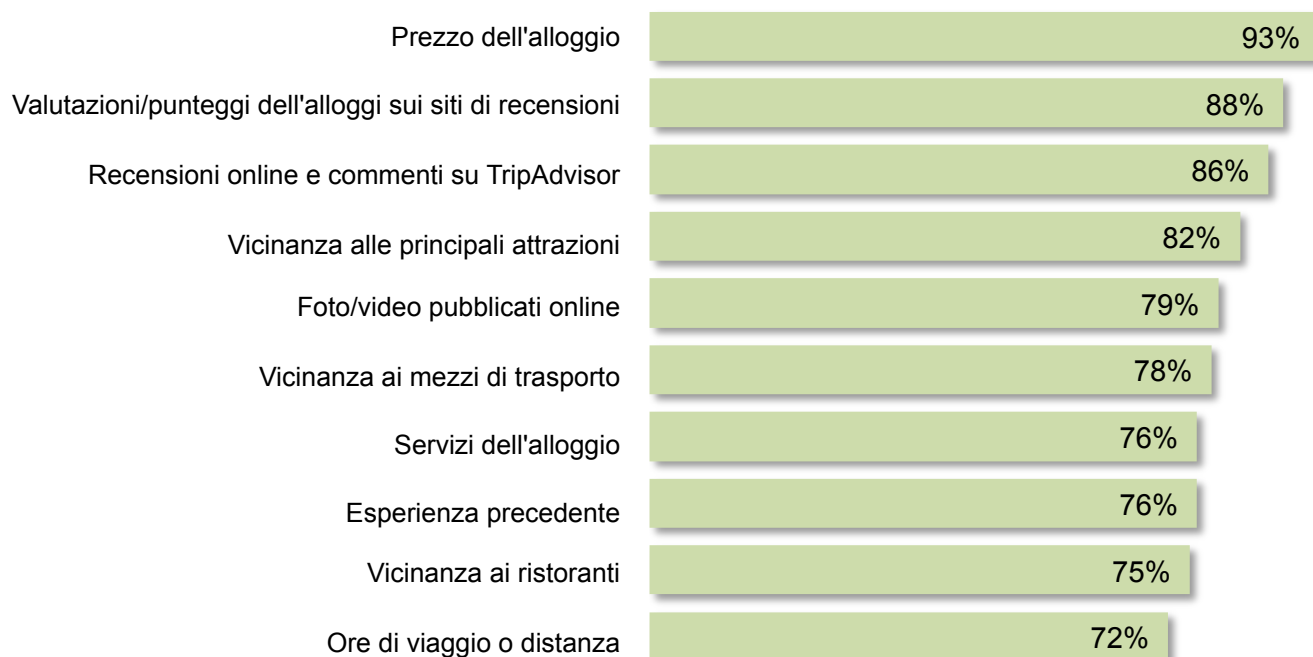 Prezzo dell'alloggio 93%
Valutazioni/punteggi dell'alloggi sui siti di recensioni 88%
Recensioni online e commenti su TripAdvisor 86%
Vicinanza alle principali attrazioni 82%
Foto/video pubblicati online 79%
Vicinanza ai mezzi di trasporto 78%
Servizi dell'alloggio 76%
Esperienza precedente 76%
Vicinanza ai ristoranti 75%
Ore di viaggio o distanza 72%